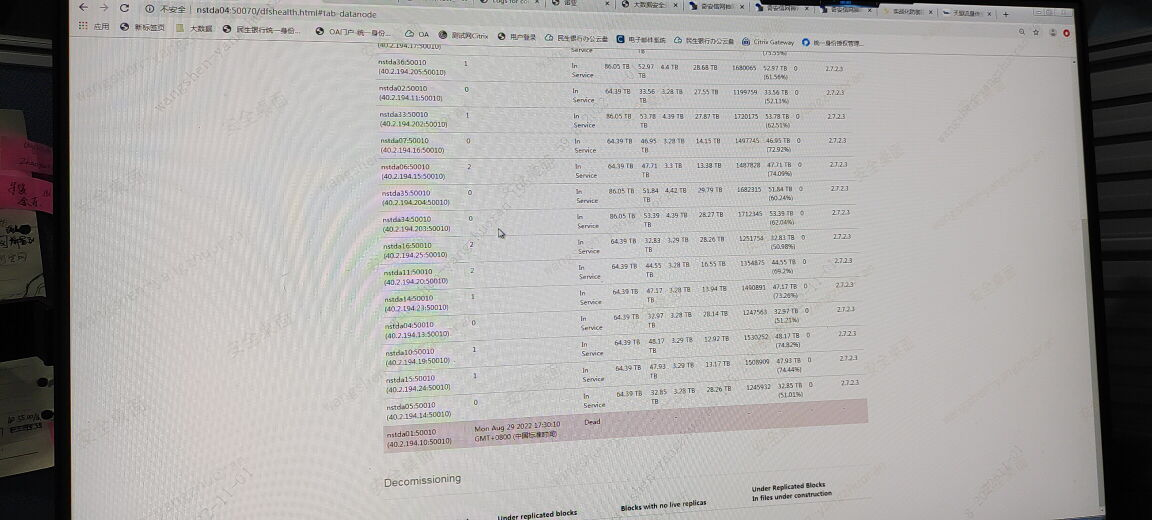 不安全 nstda04:50070/dfshealth.html#tab-datanode
应用 新标签页 大数据 民生银行统一身份... OA门户-统一身份... OA 测试网Citrix 用户登录 民生银行办公云盘 电子邮件系统 民生银行办公云盘 Citrix Gateway 统一身份授权管理...
(40.2.194.17:50010) Service (73.55%)
nstda36:50010 1 In 86.05 TB 52.97 4.4 TB 28.68 TB 1680065 52.97 TB 0 2.7.2.3
(40.2.194.205:50010) Service TB (61.56%)
nstda02:50010 0 In 64.39 TB 33.56 3.28 TB 27.55 TB 1199759 33.56 TB 0 2.7.2.3
(40.2.194.11:50010) Service TB (52.13%)
nstda33:50010 1 In 86.05 TB 53.78 4.39 TB 27.87 TB 1720175 53.78 TB 0 2.7.2.3
(40.2.194.202:50010) Service TB (62.51%)
nstda07:50010 0 In 64.39 TB 46.95 3.28 TB 14.15 TB 1497745 46.95 TB 0 2.7.2.3
(40.2.194.16:50010) Service TB (72.92%)
nstda06:50010 2 In 64.39 TB 47.71 3.3 TB 13.38 TB 1487828 47.71 TB 0 2.7.2.3
(40.2.194.15:50010) Service TB (74.09%)
nstda35:50010 0 In 86.05 TB 51.84 4.42 TB 29.79 TB 1682315 51.84 TB 0 2.7.2.3
(40.2.194.204:50010) Service TB (60.24%)
nstda34:50010 0 In 86.05 TB 53.39 4.39 TB 28.27 TB 1712345 53.39 TB 0 2.7.2.3
(40.2.194.203:50010) Service TB (62.04%)
nstda16:50010 2 In 64.39 TB 32.83 3.29 TB 28.26 TB 1251754 32.83 TB 0 2.7.2.3
(40.2.194.25:50010) Service TB (50.98%)
nstda11:50010 2 In 64.39 TB 44.55 3.28 TB 16.55 TB 1354875 44.55 TB 0 2.7.2.3
(40.2.194.20:50010) Service TB (69.2%)
nstda14:50010 1 In 64.39 TB 47.17 3.28 TB 13.94 TB 1490891 47.17 TB 0 2.7.2.3
(40.2.194.23:50010) Service TB (73.26%)
nstda04:50010 0 In 64.39 TB 32.97 3.28 TB 28.14 TB 1247563 32.97 TB 0 2.7.2.3
(40.2.194.13:50010) Service TB (51.21%)
nstda10:50010 1 In 64.39 TB 48.17 3.29 TB 12.92 TB 1530252 48.17 TB 0 2.7.2.3
(40.2.194.19:50010) Service TB (74.82%)
nstda15:50010 1 In 64.39 TB 47.93 3.29 TB 13.17 TB 1508909 47.93 TB 0 2.7.2.3
(40.2.194.24:50010) Service TB (74.44%)
nstda05:50010 0 In 64.39 TB 32.85 3.28 TB 28.26 TB 1245932 32.85 TB 0 2.7.2.3
(40.2.194.14:50010) Service TB (51.01%)
nstda01:50010 Mon Aug 29 2022 17:30:10 Dead
(40.2.194.10:50010) GMT+0800 (中国标准时间)
Decomissioning
Under replicated blocks Blocks with no live replicas Under Replicated Blocks
In files under construction